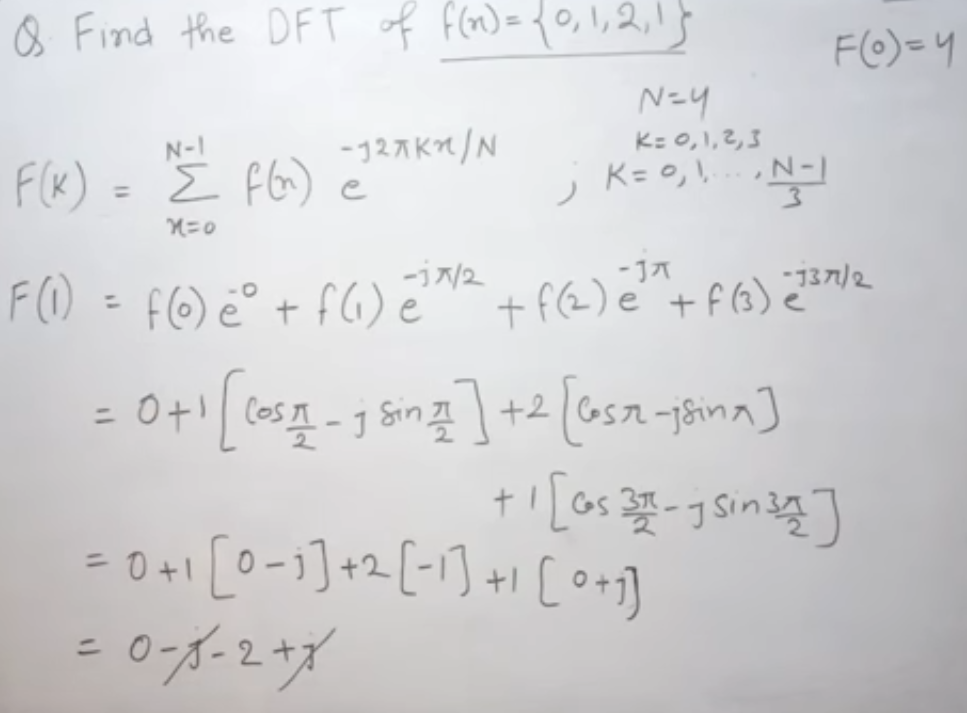 Q. Find the DFT of f(n) = {0, 1, 2, 1}
F(0) = 4
N=4
K= 0, 1, 2, 3
F(K) = N-1 Σ n=0 f(n) e -j2πKn/N ; K= 0, 1, ..., N-1
3
F(1) = f(0) e -0 + f(1) e -jπ/2 + f(2) e -jπ + f(3) e -j3π/2
= 0+1 [Cos π/2 - j sin π/2] +2 [Cos π - j sin π]
+1 [Cos 3π/2 - j sin 3π/2]
= 0+1 [0-j] +2 [-1] +1 [0+j]
= 0-j-2+j